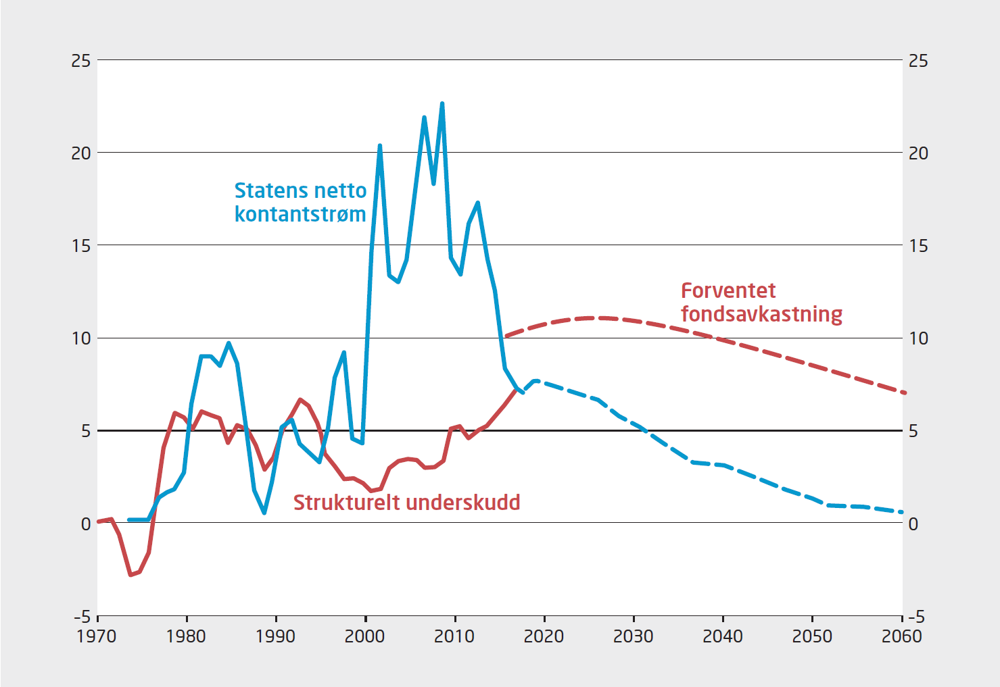 25 25
20 20
Statens netto
kontantstrøm
15 15
Forventet
fondsavkastning
10 10
5 5
Strukturelt underskudd
0 0
-5 -5
1970 1980 1990 2000 2010 2020 2030 2040 2050 2060